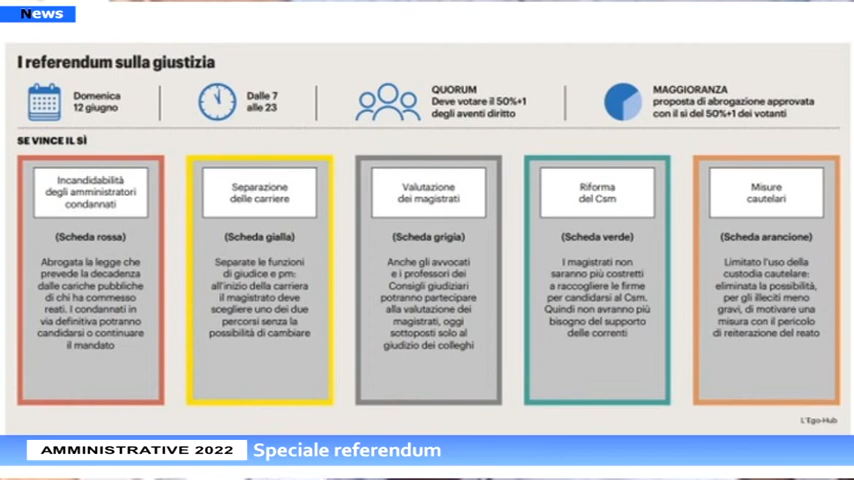 News
I referendum sulla giustizia
Domenica
12 giugno
Dalle 7
alle 23
QUORUM
Deve votare il 50%+1
degli aventi diritto
MAGGIORANZA
proposta di abrogazione approvata
con il sì del 50%+1 dei votanti
SE VINCE IL SÌ
Incandidabilità
degli amministratori
condannati
(Scheda rossa)
Abrogata la legge che
prevede la decadenza
dalle cariche pubbliche
di chi ha commesso
reati. I condannati in
via definitiva potranno
candidarsi o continuare
il mandato
Separazione
delle carriere
(Scheda gialla)
Separate le funzioni
di giudice e pm:
all'inizio della carriera
il magistrato deve
scegliere uno dei due
percorsi senza la
possibilità di cambiare
Valutazione
dei magistrati
(Scheda grigia)
Anche gli avvocati
e i professori dei
Consigli giudiziari
potranno partecipare
alla valutazione dei
magistrati, oggi
sottoposti solo al
giudizio dei colleghi
Riforma
del Csm
(Scheda verde)
I magistrati non
saranno più costretti
a raccogliere le firme
per candidarsi al Csm.
Quindi non avranno più
bisogno del supporto
delle correnti
Misure
cautelari
(Scheda arancione)
Limitato l'uso della
custodia cautelare:
eliminata la possibilità,
per gli illeciti meno
gravi, di motivare una
misura con il pericolo
di reiterazione del reato
L'Ego-Hub
AMMINISTRATIVE 2022
Speciale referendum